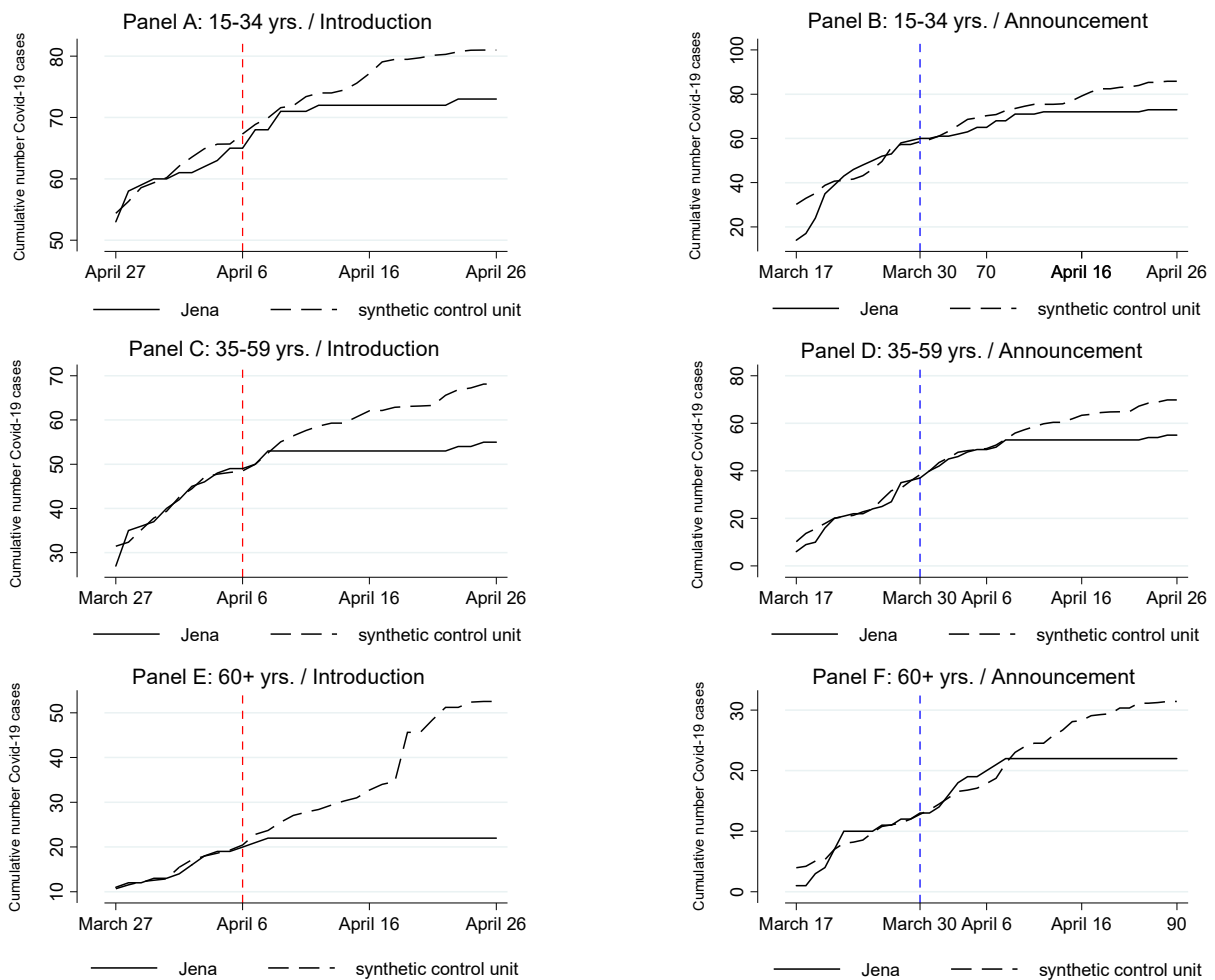 Panel A: 15-34 yrs. / Introduction
Cumulative number Covid-19 cases
80
70
60
50
April 27 April 6 April 16 April 26
Jena synthetic control unit
Panel B: 15-34 yrs. / Announcement
Cumulative number Covid-19 cases
100
80
60
40
20
March 17 March 30 70 April 16 April 26
Jena synthetic control unit
Panel C: 35-59 yrs. / Introduction
Cumulative number Covid-19 cases
70
60
50
40
30
March 27 April 6 April 16 April 26
Jena synthetic control unit
Panel D: 35-59 yrs. / Announcement
Cumulative number Covid-19 cases
80
60
40
20
0
March 17 March 30 April 6 April 16 April 26
Jena synthetic control unit
Panel E: 60+ yrs. / Introduction
Cumulative number Covid-19 cases
50
40
30
20
10
March 27 April 6 April 16 April 26
Jena synthetic control unit
Panel F: 60+ yrs. / Announcement
Cumulative number Covid-19 cases
30
20
10
0
March 17 March 30 April 6 April 16 90
Jena synthetic control unit